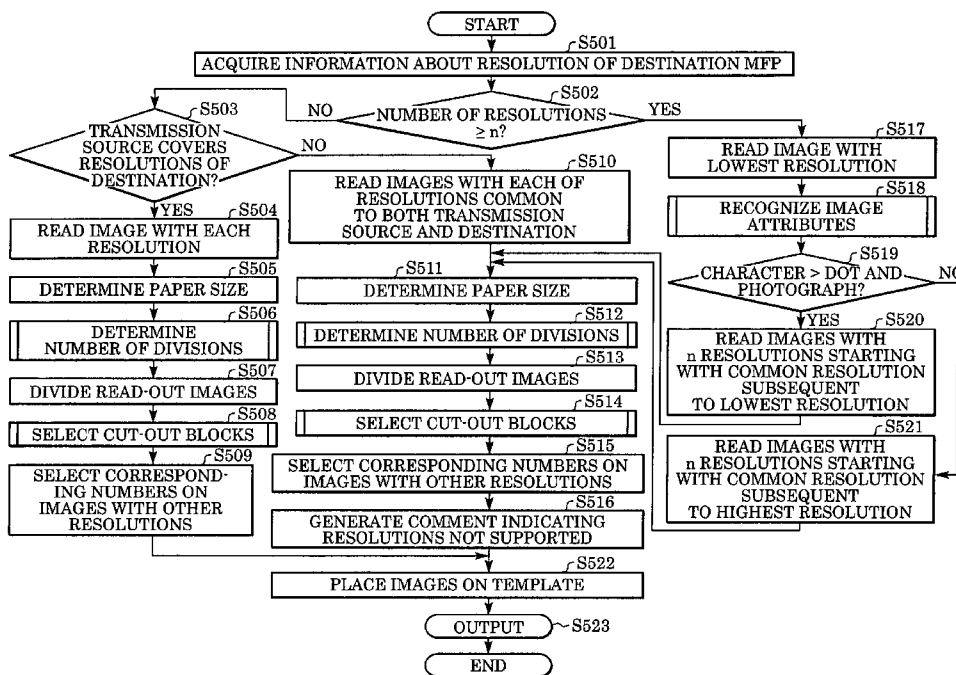 START
S501
ACQUIRE INFORMATION ABOUT RESOLUTION OF DESTINATION MFP
S502
NUMBER OF RESOLUTIONS
≥ n?
NO
YES
S503
TRANSMISSION
SOURCE COVERS
RESOLUTIONS OF
DESTINATION?
NO
YES
S504
READ IMAGE WITH EACH
RESOLUTION
S505
DETERMINE PAPER SIZE
S506
DETERMINE
NUMBER OF DIVISIONS
S507
DIVIDE READ-OUT IMAGES
S508
SELECT CUT-OUT BLOCKS
S509
SELECT CORRESPOND-
ING NUMBERS ON
IMAGES WITH OTHER
RESOLUTIONS
S510
READ IMAGES WITH EACH OF
RESOLUTIONS COMMON
TO BOTH TRANSMISSION
SOURCE AND DESTINATION
S511
DETERMINE PAPER SIZE
S512
DETERMINE NUMBER OF DIVISIONS
S513
DIVIDE READ-OUT IMAGES
S514
SELECT CUT-OUT BLOCKS
S515
SELECT CORRESPONDING NUMBERS ON
IMAGES WITH OTHER RESOLUTIONS
S516
GENERATE COMMENT INDICATING
RESOLUTIONS NOT SUPPORTED
S517
READ IMAGE WITH
LOWEST RESOLUTION
S518
RECOGNIZE IMAGE
ATTRIBUTES
S519
CHARACTER > DOT AND
PHOTOGRAPH?
NO
YES
S520
READ IMAGES WITH
n RESOLUTIONS STARTING
WITH COMMON RESOLUTION
SUBSEQUENT
TO LOWEST RESOLUTION
S521
READ IMAGES WITH
n RESOLUTIONS STARTING
WITH COMMON RESOLUTION
SUBSEQUENT
TO HIGHEST RESOLUTION
S522
PLACE IMAGES ON TEMPLATE
OUTPUT
S523
END